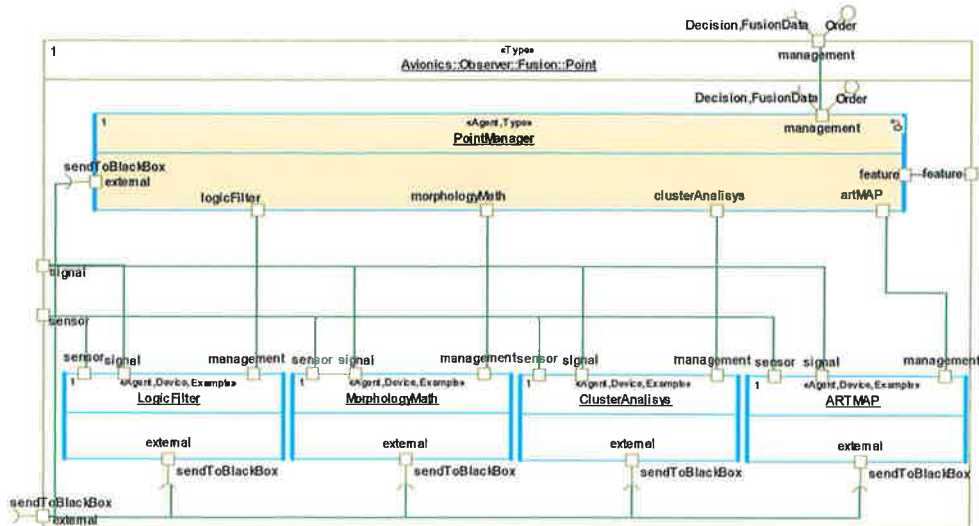 Decision,FusionData Order
1 «Type» management
Avionics::Observer::Fusion::Point
Decision,FusionData Order
1 «Agent,Type» management
PointManager
sendToBlackBox
external feature feature
logicFilter morphologyMath clusterAnalisys artMAP
signal
sensor
sensor signal management sensor signal management sensor signal management sensor signal management
1 «Agent,Device,Example» 1 «Agent,Device,Example» 1 «Agent,Device,Example» 1 «Agent,Device,Example»
LogicFilter MorphologyMath ClusterAnalisys ARTMAP
external external external external
sendToBlackBox sendToBlackBox sendToBlackBox sendToBlackBox
sendToBlackBox
external